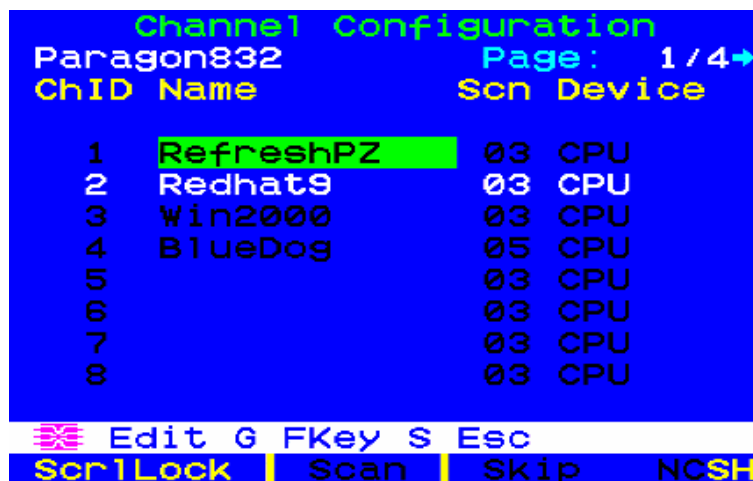 Channel Configuration
Paragon832 Page: 1/4→
ChID Name Scn Device
1 RefreshPZ 03 CPU
2 Redhat9 03 CPU
3 Win2000 03 CPU
4 BlueDog 05 CPU
5 03 CPU
6 03 CPU
7 03 CPU
8 03 CPU
Edit G FKey S Esc
ScrlLock Scan Skip NCSH